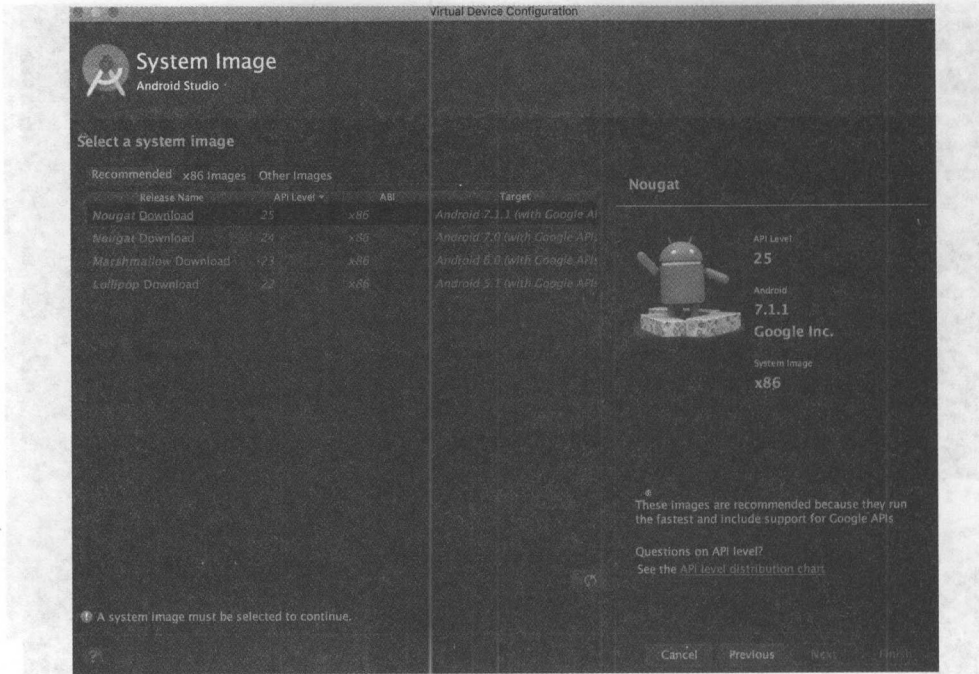 Virtual Device Configuration
System Image
Android Studio
Select a system image
Recommended x86 Images Other Images
Release Name API Level ABI Target
Nougat Download 25 x86 Android 7.1.1 (with Google AI
Nougat Download 24 x86 Android 7.0 (with Google APIs
Marshmallow Download 23 x86 Android 6.0 (with Google APIs
Lollipop Download 22 x86 Android 5.1 (with Google APIs
Nougat
API Level
25
Android
7.1.1
Google Inc.
System Image
x86
These images are recommended because they run
the fastest and include support for Google APIs
Questions on API level?
See the API level distribution chart
A system image must be selected to continue.
?
Cancel Previous Next Finish